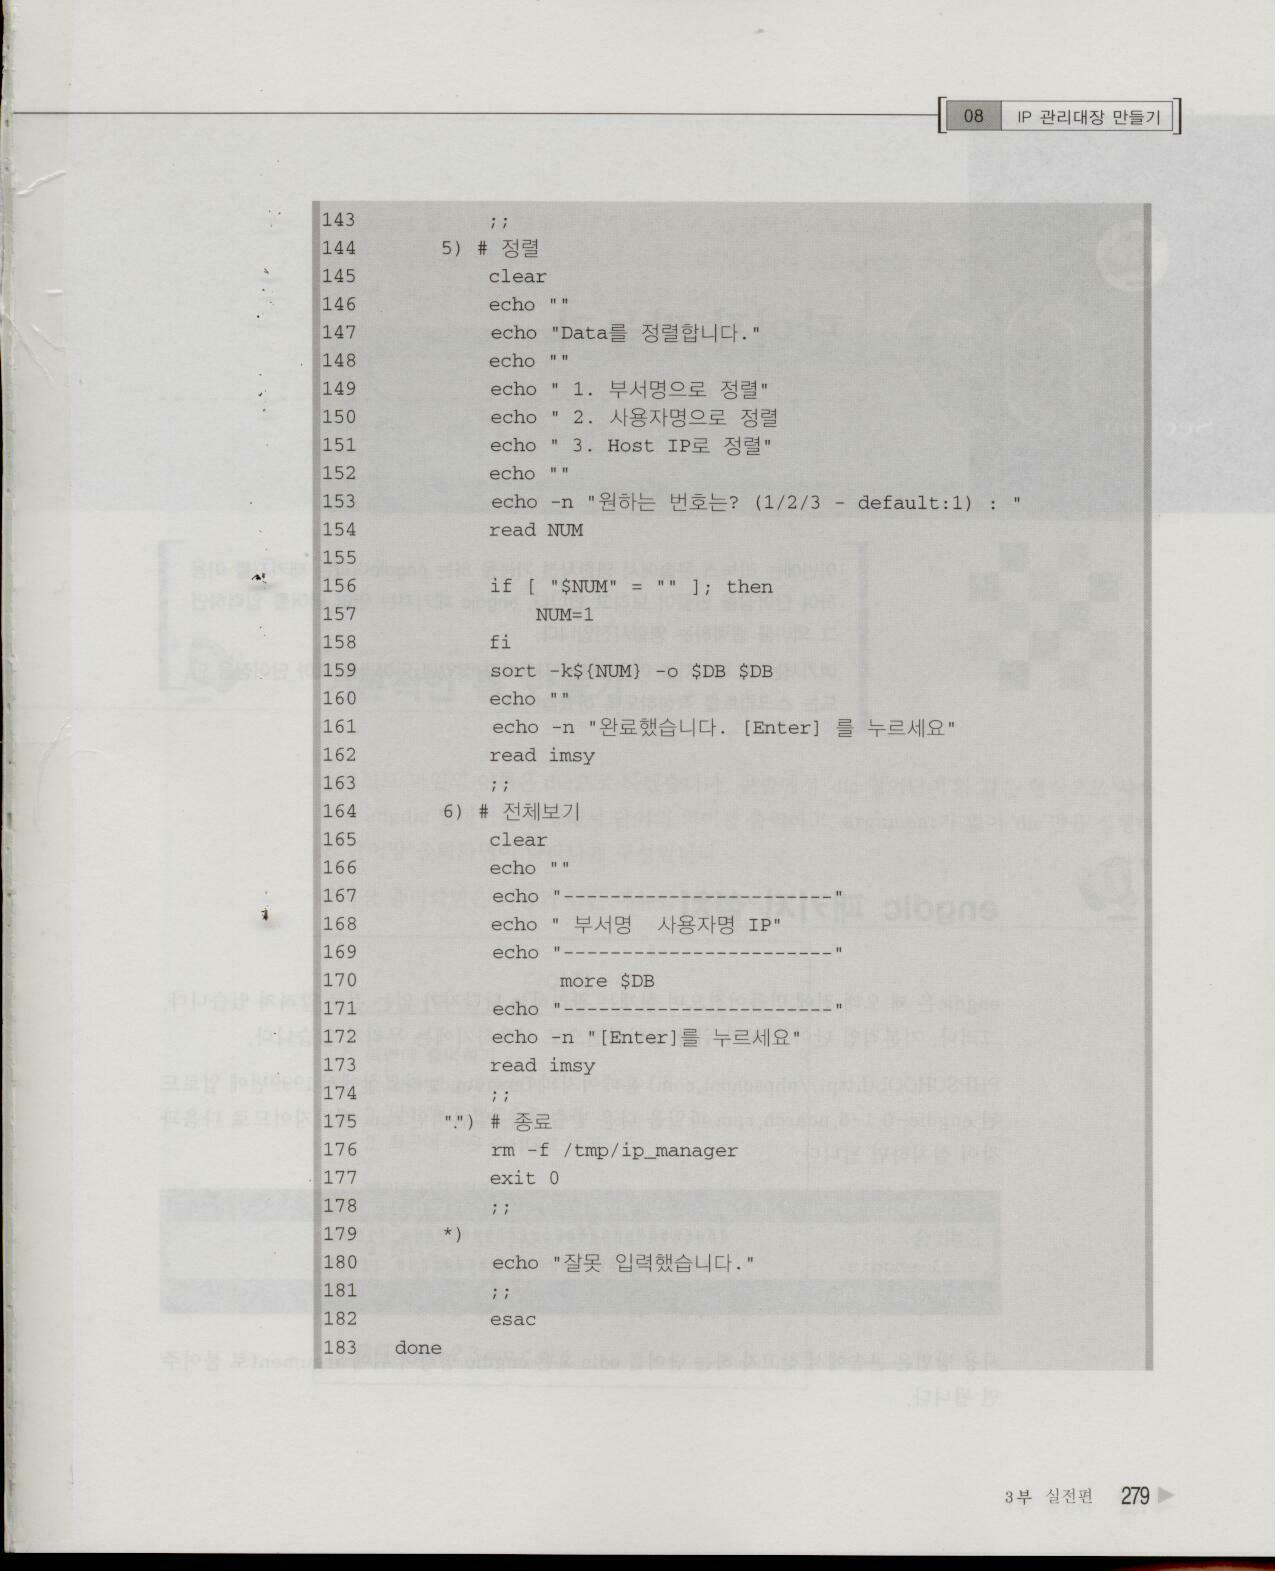 08 IP 관리대장 만들기
143 ;;
144 5) # 정렬
145 clear
146 echo ""
147 echo "Data를 정렬합니다."
148 echo ""
149 echo " 1. 부서명으로 정렬"
150 echo " 2. 사용자명으로 정렬
151 echo " 3. Host IP로 정렬"
152 echo ""
153 echo -n "원하는 번호는? (1/2/3 - default:1) : "
154 read NUM
155
156 if [ "$NUM" = "" ]; then
157 NUM=1
158 fi
159 sort -k${NUM} -o $DB $DB
160 echo ""
161 echo -n "완료했습니다. [Enter] 를 누르세요"
162 read imsy
163 ;;
164 6) # 전체보기
165 clear
166 echo ""
167 echo "-----------------------"
168 echo " 부서명 사용자명 IP"
169 echo "-----------------------"
170 more $DB
171 echo "-----------------------"
172 echo -n "[Enter]를 누르세요"
173 read imsy
174 ;;
175 ".") # 종료
176 rm -f /tmp/ip_manager
177 exit 0
178 ;;
179 *)
180 echo "잘못 입력했습니다."
181 ;;
182 esac
183 done
3부 실전편 279